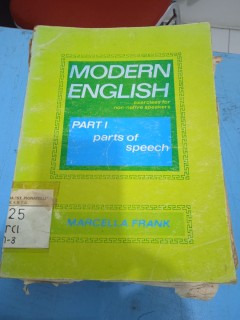 MODERN
ENGLISH
exercises for
non-native speakers
PART I
parts of
speech
25
MARCELLA FRANK